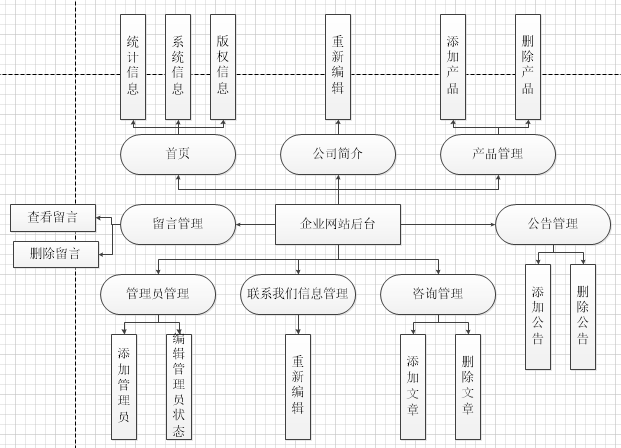 统计信息
系统信息
版权信息
重新编辑
添加产品
删除产品
首页
公司简介
产品管理
查看留言
留言管理
企业网站后台
公告管理
删除留言
管理员管理
联系我们信息管理
咨询管理
添加公告
删除公告
添加管理员
编辑管理员状态
重新编辑
添加文章
删除文章